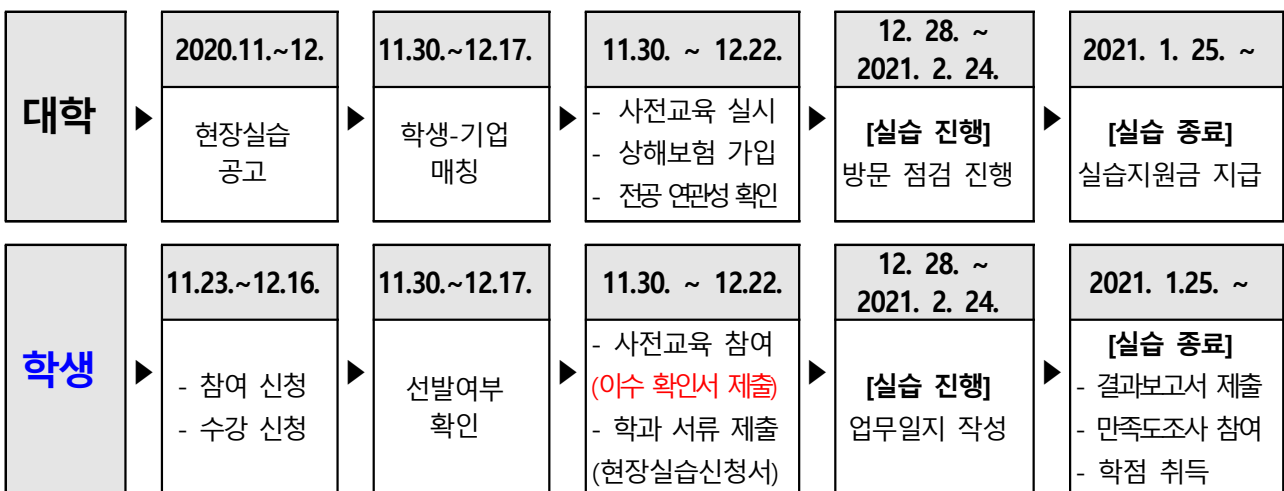 대학
▶
2020.11.~12.
현장실습
공고
▶
11.30.~12.17.
학생-기업
매칭
▶
11.30. ~ 12.22.
- 사전교육 실시
- 상해보험 가입
- 전공 연관성 확인
▶
12. 28. ~
2021. 2. 24.
[실습 진행]
방문 점검 진행
▶
2021. 1. 25. ~
[실습 종료]
실습지원금 지급
학생
▶
11.23.~12.16.
- 참여 신청
- 수강 신청
▶
11.30.~12.17.
선발여부
확인
▶
11.30. ~ 12.22.
- 사전교육 참여
(이수 확인서 제출)
- 학과 서류 제출
(현장실습신청서)
▶
12. 28. ~
2021. 2. 24.
[실습 진행]
업무일지 작성
▶
2021. 1.25. ~
[실습 종료]
- 결과보고서 제출
- 만족도조사 참여
- 학점 취득